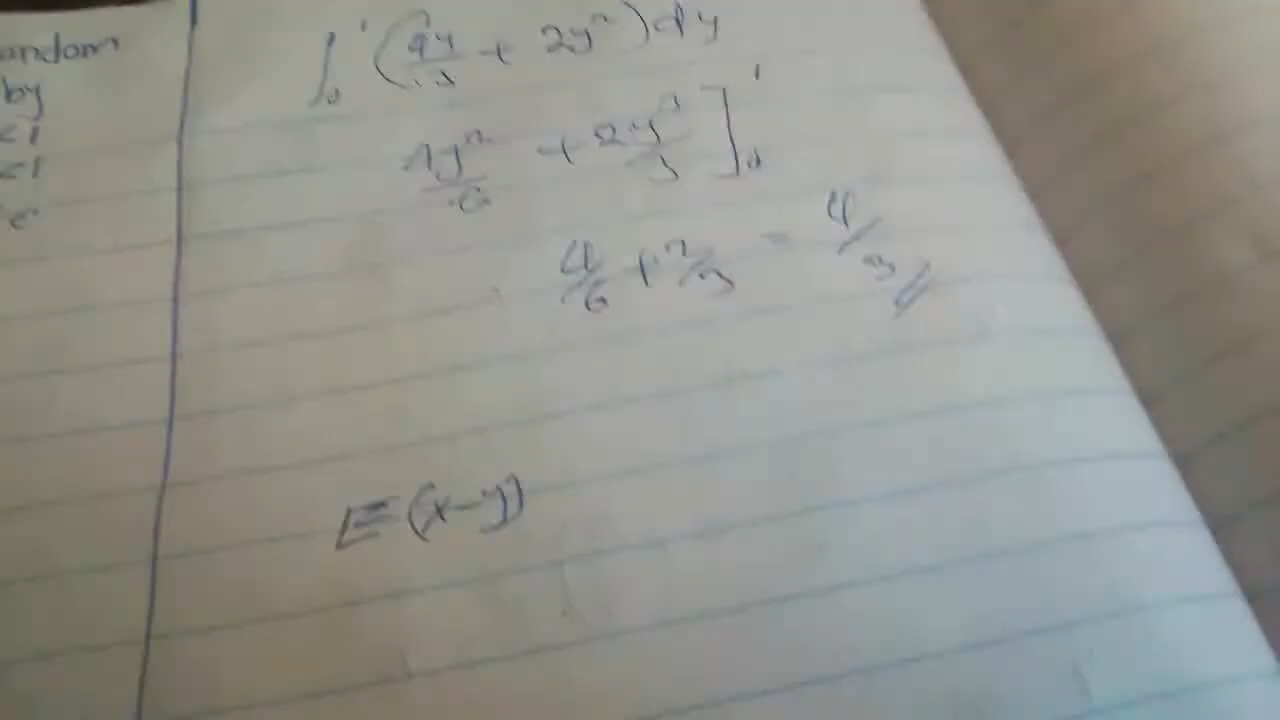 andom
by
<1
<1
∫₀¹ (4y/3 + 2y²) dy
4y²/6 + 2y³/3 ]₀¹
4/6 + 2/3 = 4/3
E(x-y)